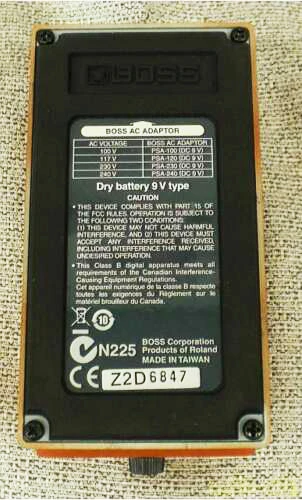 BOSS
BOSS AC ADAPTOR
AC VOLTAGE BOSS AC ADAPTOR
100 V PSA-100 (DC 9 V)
117 V PSA-120 (DC 9 V)
230 V PSA-230 (DC 9 V)
240 V PSA-240 (DC 9 V)
Dry battery 9 V type
CAUTION
• THIS DEVICE COMPLIES WITH PART 15 OF
THE FCC RULES. OPERATION IS SUBJECT TO
THE FOLLOWING TWO CONDITIONS:
(1) THIS DEVICE MAY NOT CAUSE HARMFUL
INTERFERENCE, AND (2) THIS DEVICE MUST
ACCEPT ANY INTERFERENCE RECEIVED,
INCLUDING INTERFERENCE THAT MAY CAUSE
UNDESIRED OPERATION.
• This Class B digital apparatus meets all
requirements of the Canadian Interference-
Causing Equipment Regulations.
Cet appareil numérique de la classe B respecte
toutes les exigences du Règlement sur le
matériel brouilleur du Canada.
10
N225
BOSS Corporation
Products of Roland
MADE IN TAIWAN
CE Z2D6847